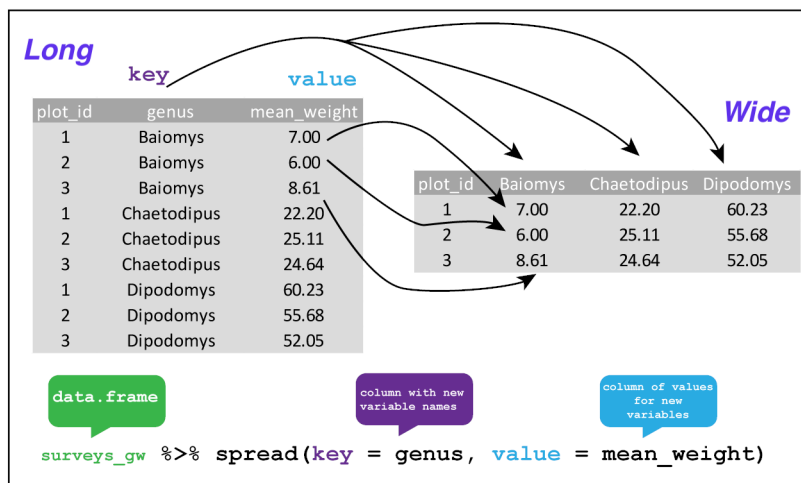 Long
key value
plot_id genus mean_weight
1 Baiomys 7.00
2 Baiomys 6.00
3 Baiomys 8.61
1 Chaetodipus 22.20
2 Chaetodipus 25.11
3 Chaetodipus 24.64
1 Dipodomys 60.23
2 Dipodomys 55.68
3 Dipodomys 52.05
Wide
plot_id Baiomys Chaetodipus Dipodomys
1 7.00 22.20 60.23
2 6.00 25.11 55.68
3 8.61 24.64 52.05
data.frame
column with new
variable names
column of values
for new
variables
surveys_gw %>% spread(key = genus, value = mean_weight)